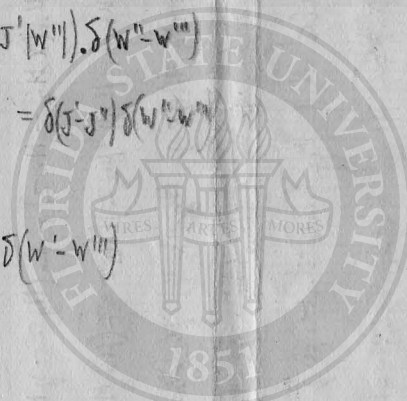 J'|w''|).δ(w''-w''')
= δ(J'-J'')δ(w''-w''')
δ(w'-w''')
FLORIDA STATE UNIVERSITY
VIRES ARTES MORES
1851